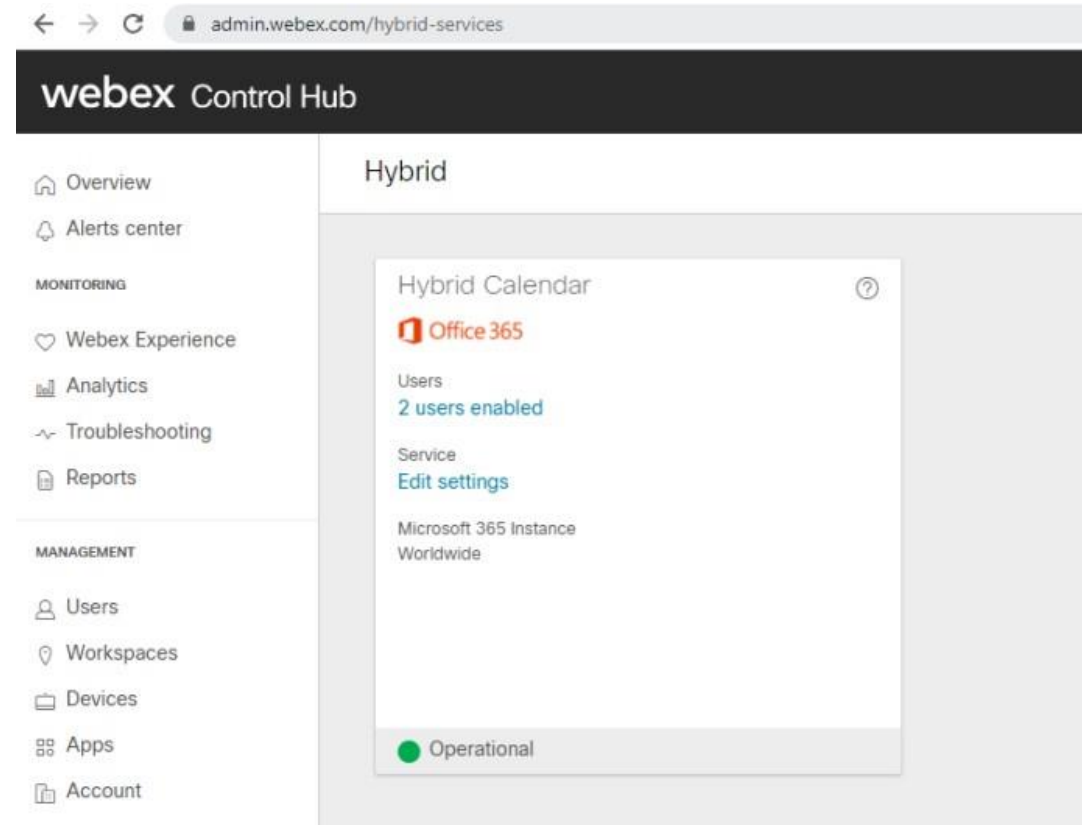 admin.webex.com/hybrid-services
webex Control Hub
Overview
Alerts center
MONITORING
Webex Experience
Analytics
Troubleshooting
Reports
MANAGEMENT
Users
Workspaces
Devices
Apps
Account
Hybrid
Hybrid Calendar
?
Office 365
Users
2 users enabled
Service
Edit settings
Microsoft 365 Instance
Worldwide
Operational